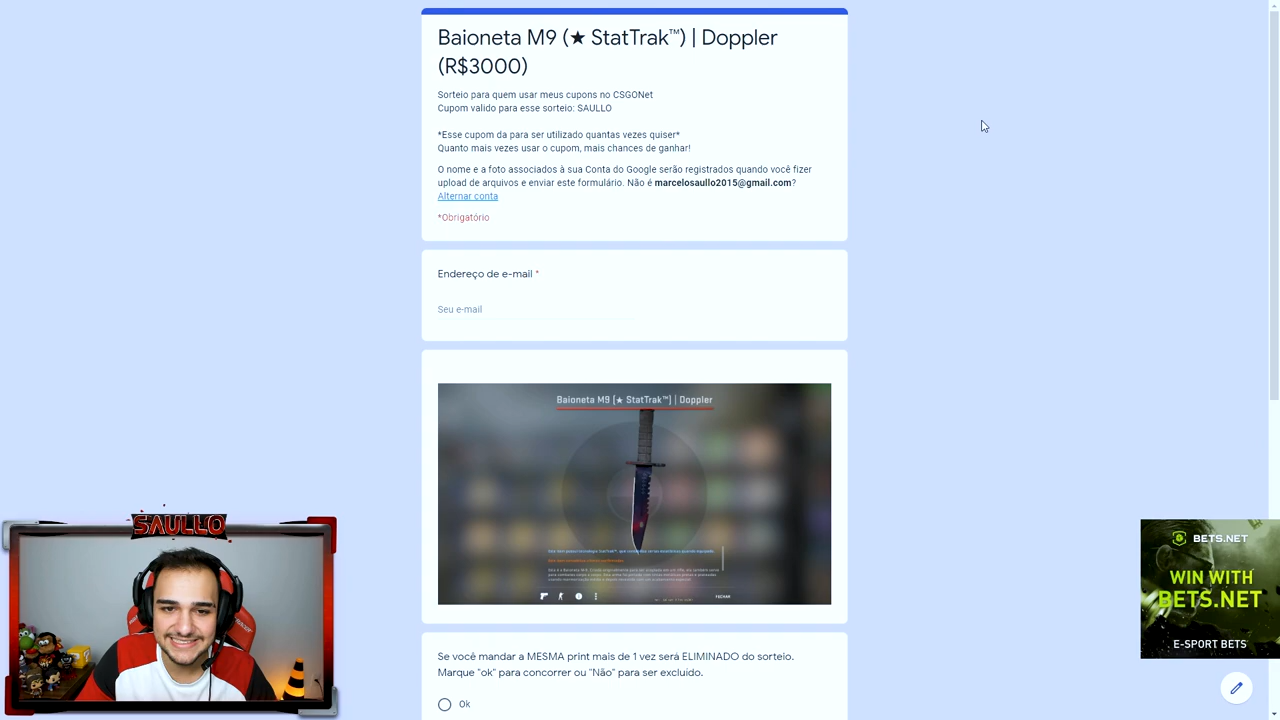 Baioneta M9 (★ StatTrak™) | Doppler
(R$3000)
Sorteio para quem usar meus cupons no CSGONet
Cupom valido para esse sorteio: SAULLO
*Esse cupom da para ser utilizado quantas vezes quiser*
Quanto mais vezes usar o cupom, mais chances de ganhar!
O nome e a foto associados à sua Conta do Google serão registrados quando você fizer
upload de arquivos e enviar este formulário. Não é marcelosaullo2015@gmail.com?
Alternar conta
*Obrigatório
Endereço de e-mail *
Seu e-mail
Baioneta M9 (★ StatTrak™) | Doppler
FECHAR
Se você mandar a MESMA print mais de 1 vez será ELIMINADO do sorteio.
Marque "ok" para concorrer ou "Não" para ser excluido.
Ok
SAULLO
BETS.NET
WIN WITH
BETS.NET
E-SPORT BETS